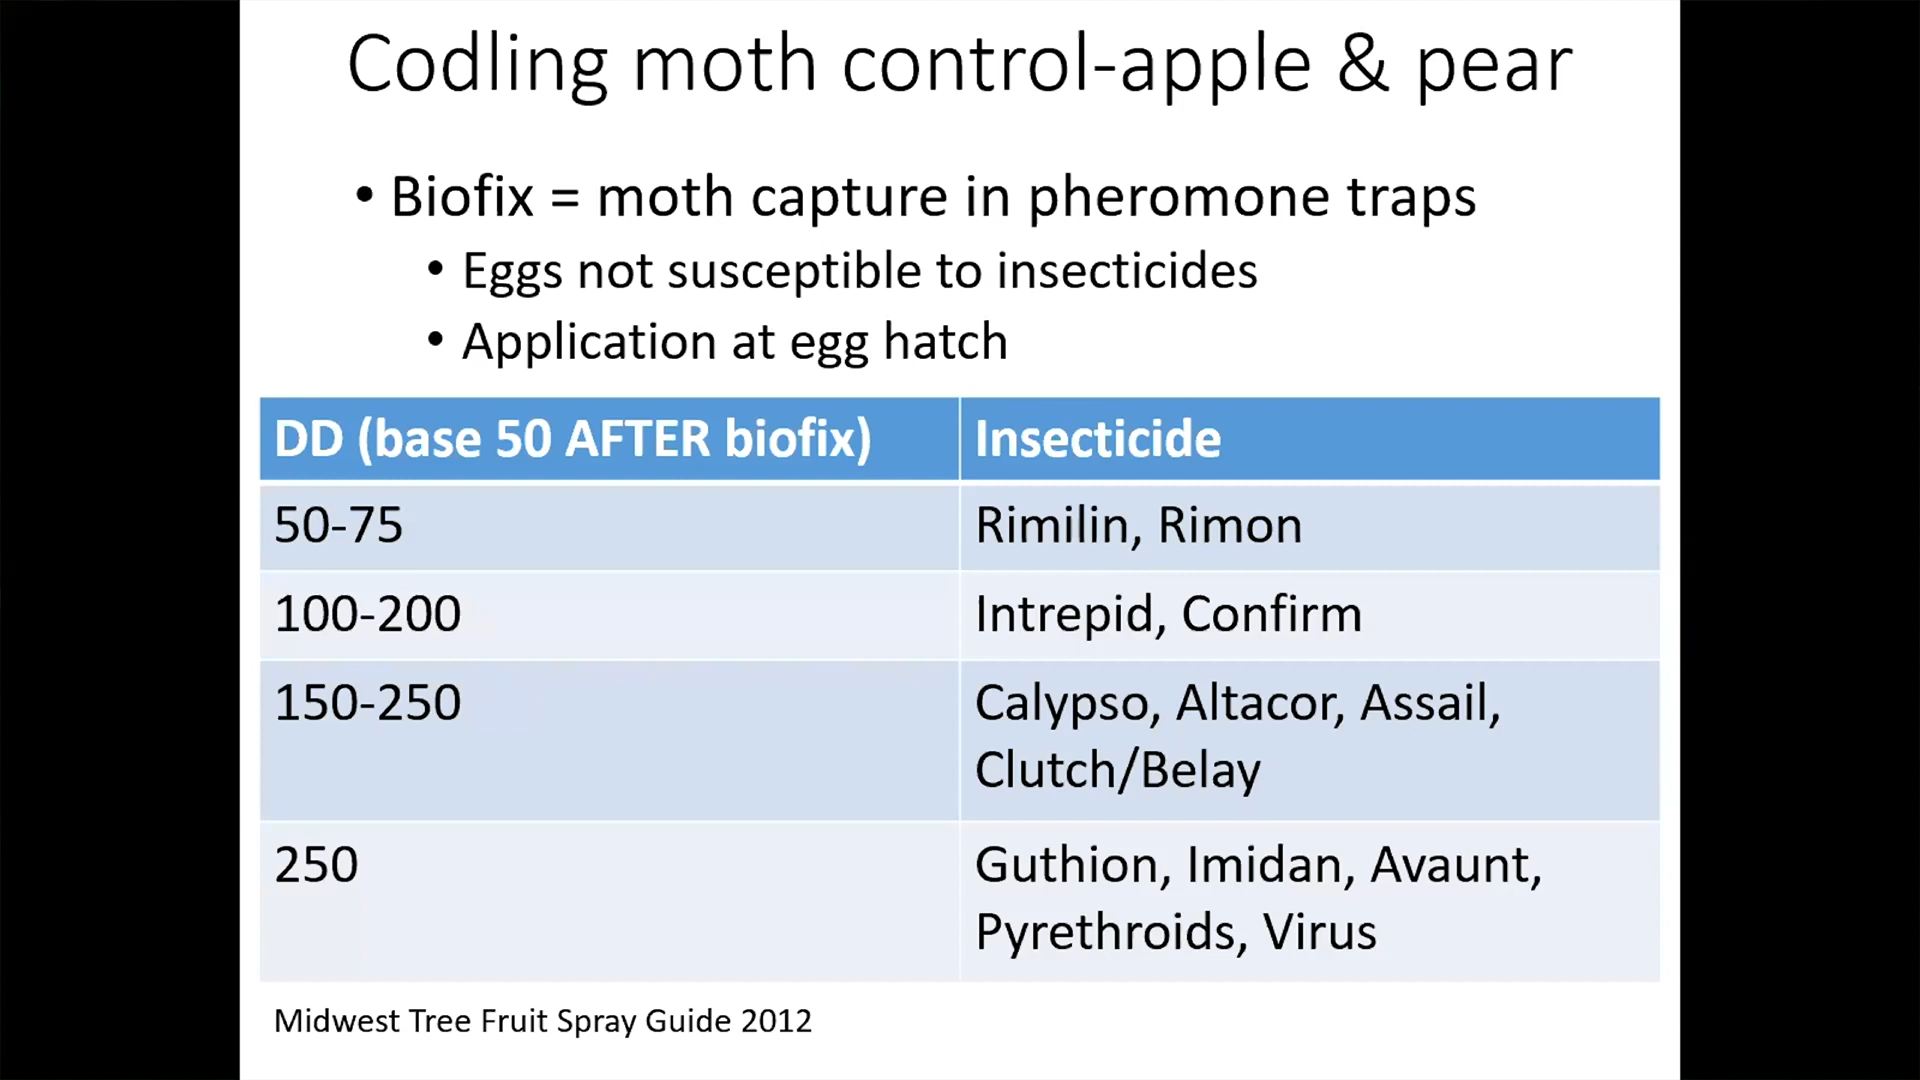 Codling moth control-apple & pear
• Biofix = moth capture in pheromone traps
• Eggs not susceptible to insecticides
• Application at egg hatch
DD (base 50 AFTER biofix) Insecticide
50-75 Rimilin, Rimon
100-200 Intrepid, Confirm
150-250 Calypso, Altacor, Assail,
Clutch/Belay
250 Guthion, Imidan, Avaunt,
Pyrethroids, Virus
Midwest Tree Fruit Spray Guide 2012